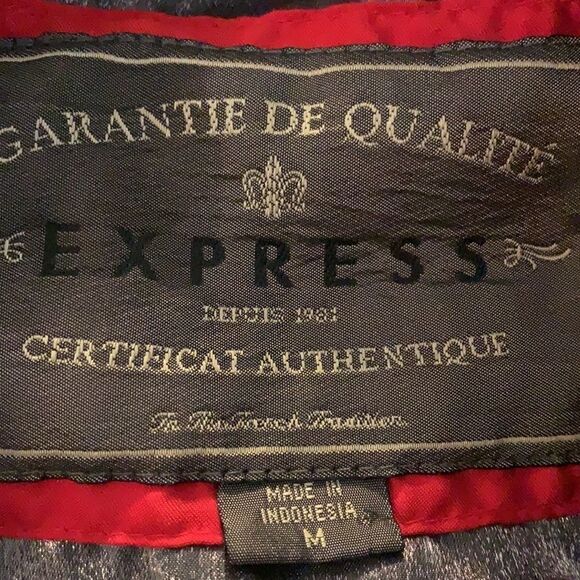 GARANTIE DE QUALITÉ
EXPRESS
DEPUIS 1981
CERTIFICAT AUTHENTIQUE
In The French Tradition
MADE IN
INDONESIA
M